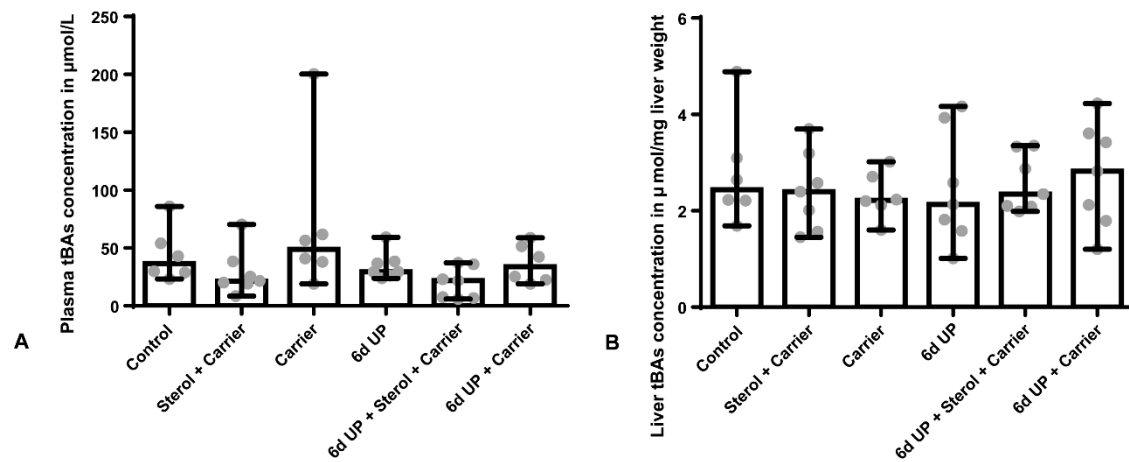 Plasma tBAs concentration in µmol/L
250
200
150
100
50
0
Control
Sterol + Carrier
Carrier
6d UP
6d UP + Sterol + Carrier
6d UP + Carrier
A
Liver tBAs concentration in µ mol/mg liver weight
6
4
2
0
Control
Sterol + Carrier
Carrier
6d UP
6d UP + Sterol + Carrier
6d UP + Carrier
B